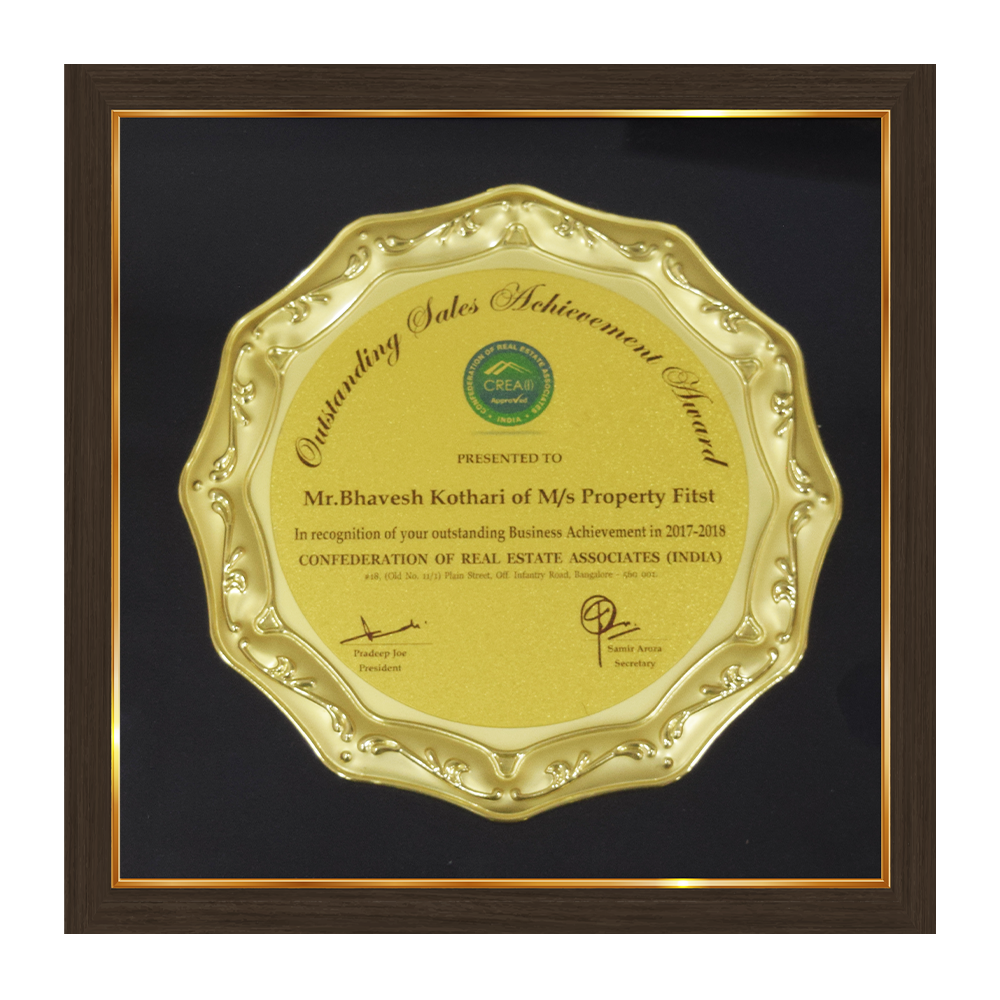 Outstanding Sales Achievement Award
CONFEDERATION OF REAL ESTATE ASSOCIATES
INDIA
CREA(I)
Approved
PRESENTED TO
Mr.Bhavesh Kothari of M/s Property Fitst
In recognition of your outstanding Business Achievement in 2017-2018
CONFEDERATION OF REAL ESTATE ASSOCIATES (INDIA)
#18, (Old No. 11/1) Plain Street, Off. Infantry Road, Bangalore - 560 001.
Pradeep Joe
President
Samir Aroza
Secretary